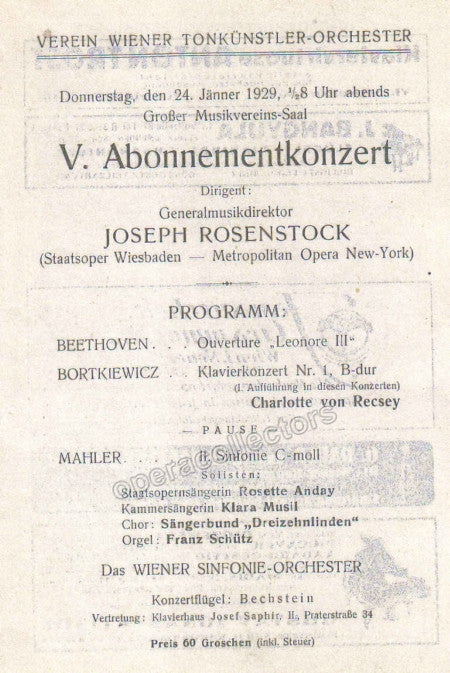 VEREIN WIENER TONKÜNSTLER-ORCHESTER
Donnerstag, den 24. Jänner 1929, ½8 Uhr abends
Großer Musikvereins-Saal
V. Abonnementkonzert
Dirigent:
Generalmusikdirektor
JOSEPH ROSENSTOCK
(Staatsoper Wiesbaden — Metropolitan Opera New-York)
PROGRAMM:
BEETHOVEN . . . Ouverture „Leonore III“
BORTKIEWICZ . . Klavierkonzert Nr. 1, B-dur
(1. Aufführung in diesen Konzerten)
Charlotte von Recsey
— PAUSE —
MAHLER. . . . . II. Sinfonie C-moll
Solisten:
Staatsopernsängerin Rosette Anday
Kammersängerin Klara Musil
Chor: Sängerbund „Dreizehnlinden“
Orgel: Franz Schütz
Das WIENER SINFONIE-ORCHESTER
Konzertflügel: Bechstein
Vertretung: Klavierhaus Josef Saphir, II., Praterstraße 34
Preis 60 Groschen (inkl. Steuer)
operacollectors